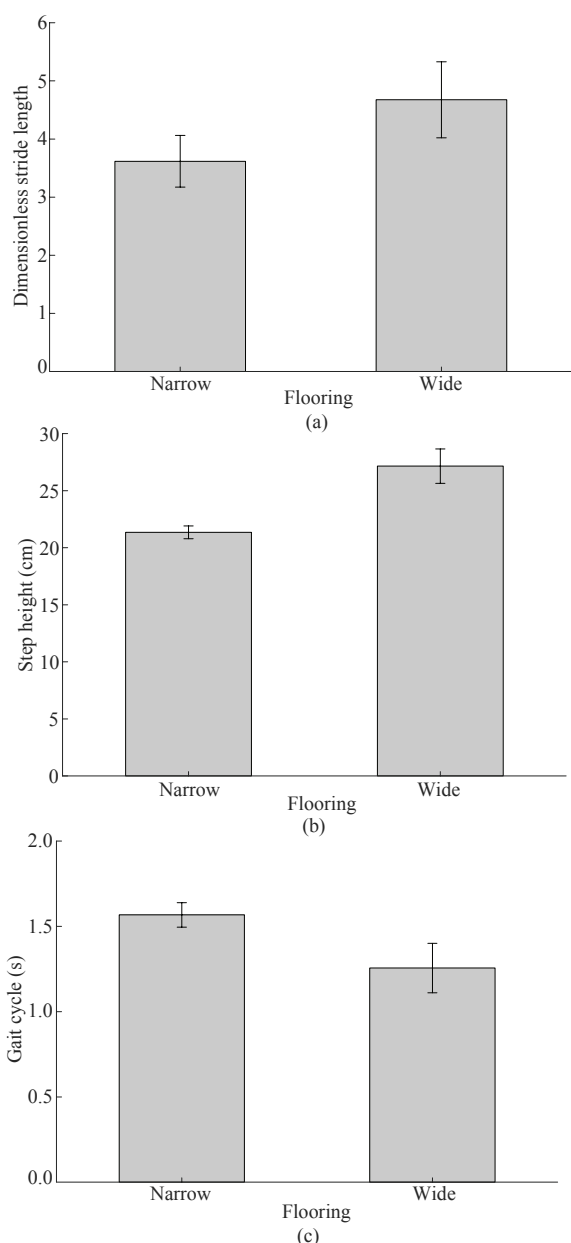 6
5
4
3
2
1
0
Dimensionless stride length
Narrow
Wide
Flooring
(a)
30
25
20
15
10
5
0
Step height (cm)
Narrow
Wide
Flooring
(b)
2.0
1.5
1.0
0.5
0.0
Gait cycle (s)
Narrow
Wide
Flooring
(c)